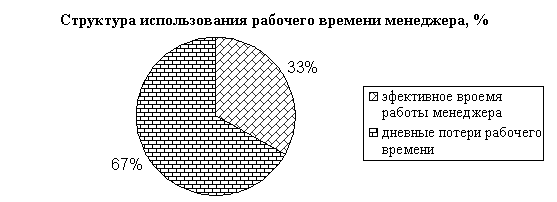 Структура использования рабочего времени менеджера, %
33%
67%
эфективное вроемя
работы менеджера
дневные потери рабочего
времени